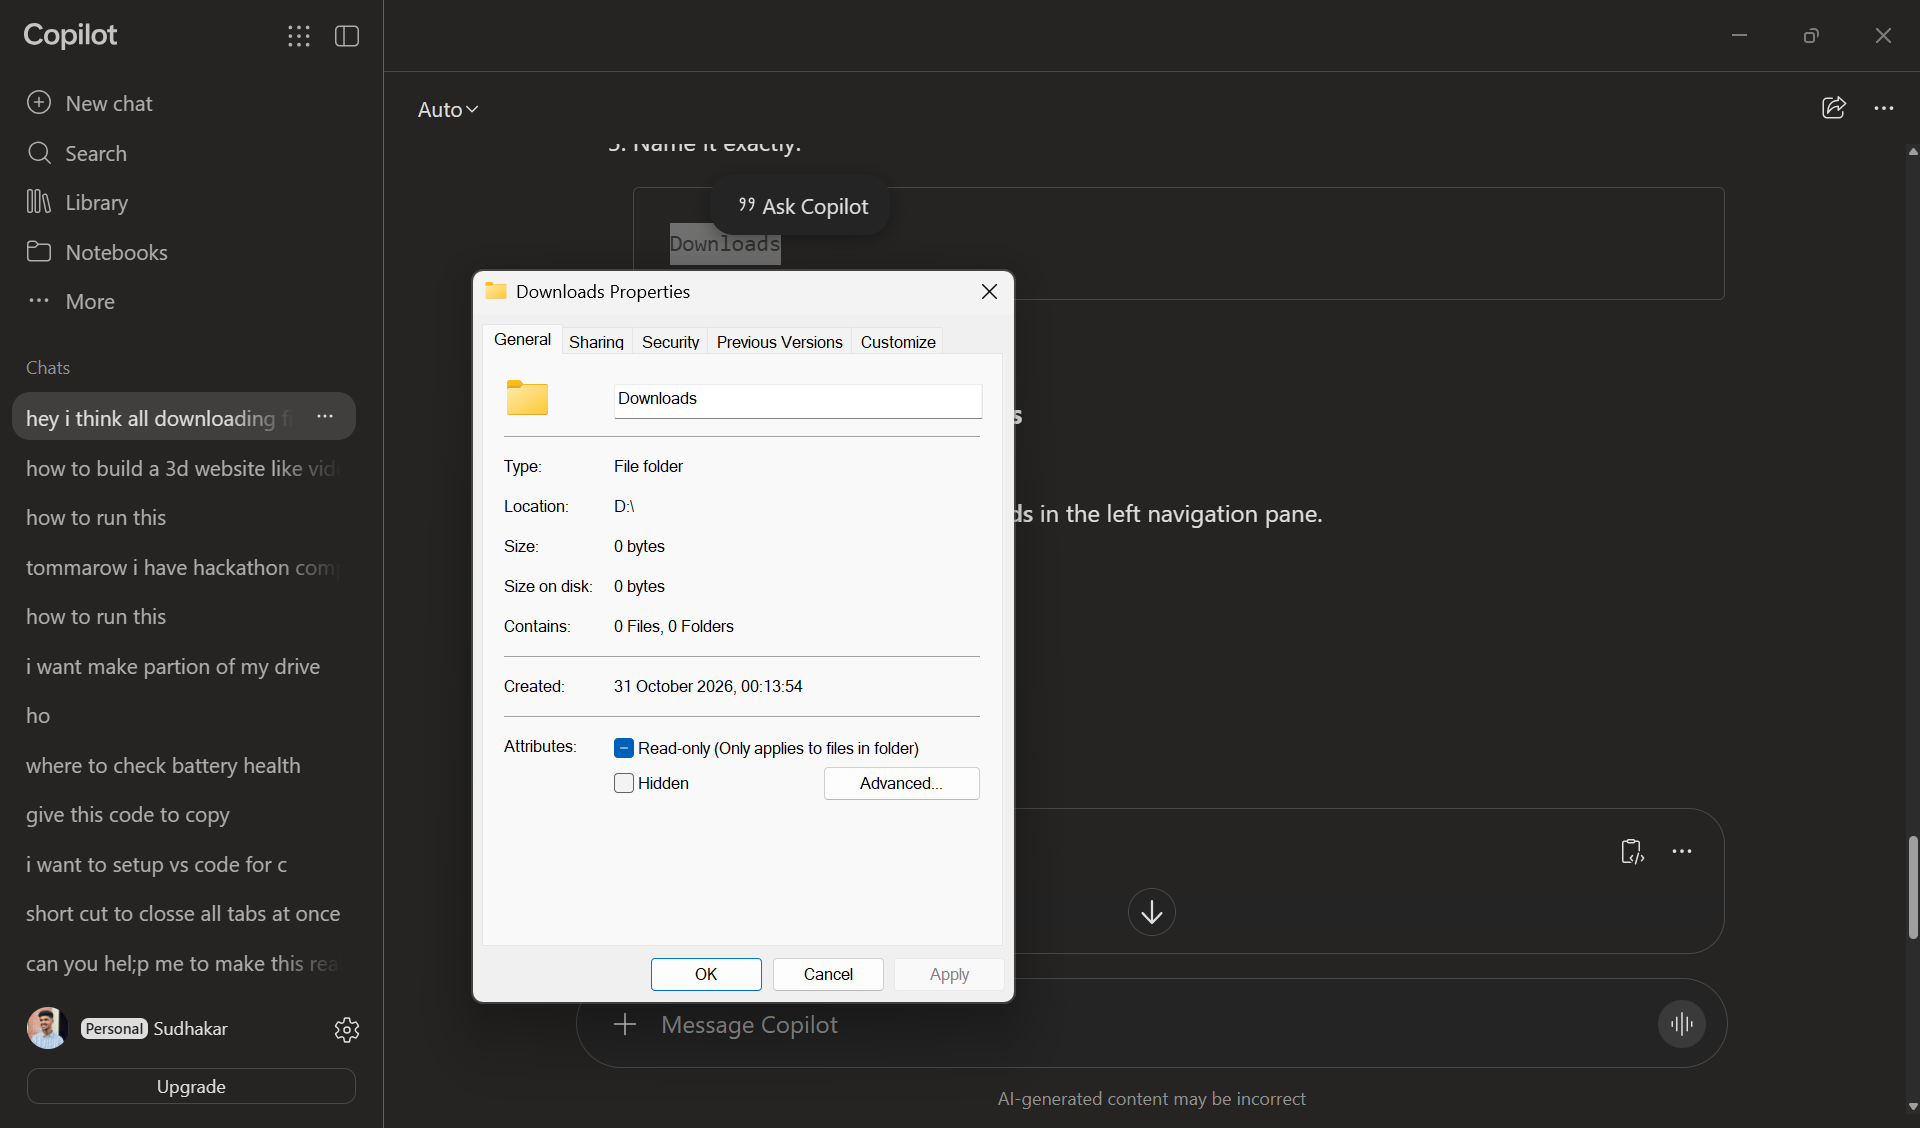 Copilot
New chat
Search
Library
Notebooks
More
Chats
hey i think all downloading
how to build a 3d website like
how to run this
tommarow i have hackathon
how to run this
i want make partion of my drive
ho
where to check battery health
give this code to copy
i want to setup vs code for c
short cut to closse all tabs at once
can you hel;p me to make this
Personal Sudhakar
Upgrade
Auto
3. Name it exactly:
Ask Copilot
Downloads
Downloads Properties
General Sharing Security Previous Versions Customize
Downloads
Type: File folder
Location: D:\
Size: 0 bytes
Size on disk: 0 bytes
Contains: 0 Files, 0 Folders
Created: 31 October 2026, 00:13:54
Attributes: Read-only (Only applies to files in folder)
Hidden Advanced...
OK Cancel Apply
in the left navigation pane.
Message Copilot
AI-generated content may be incorrect